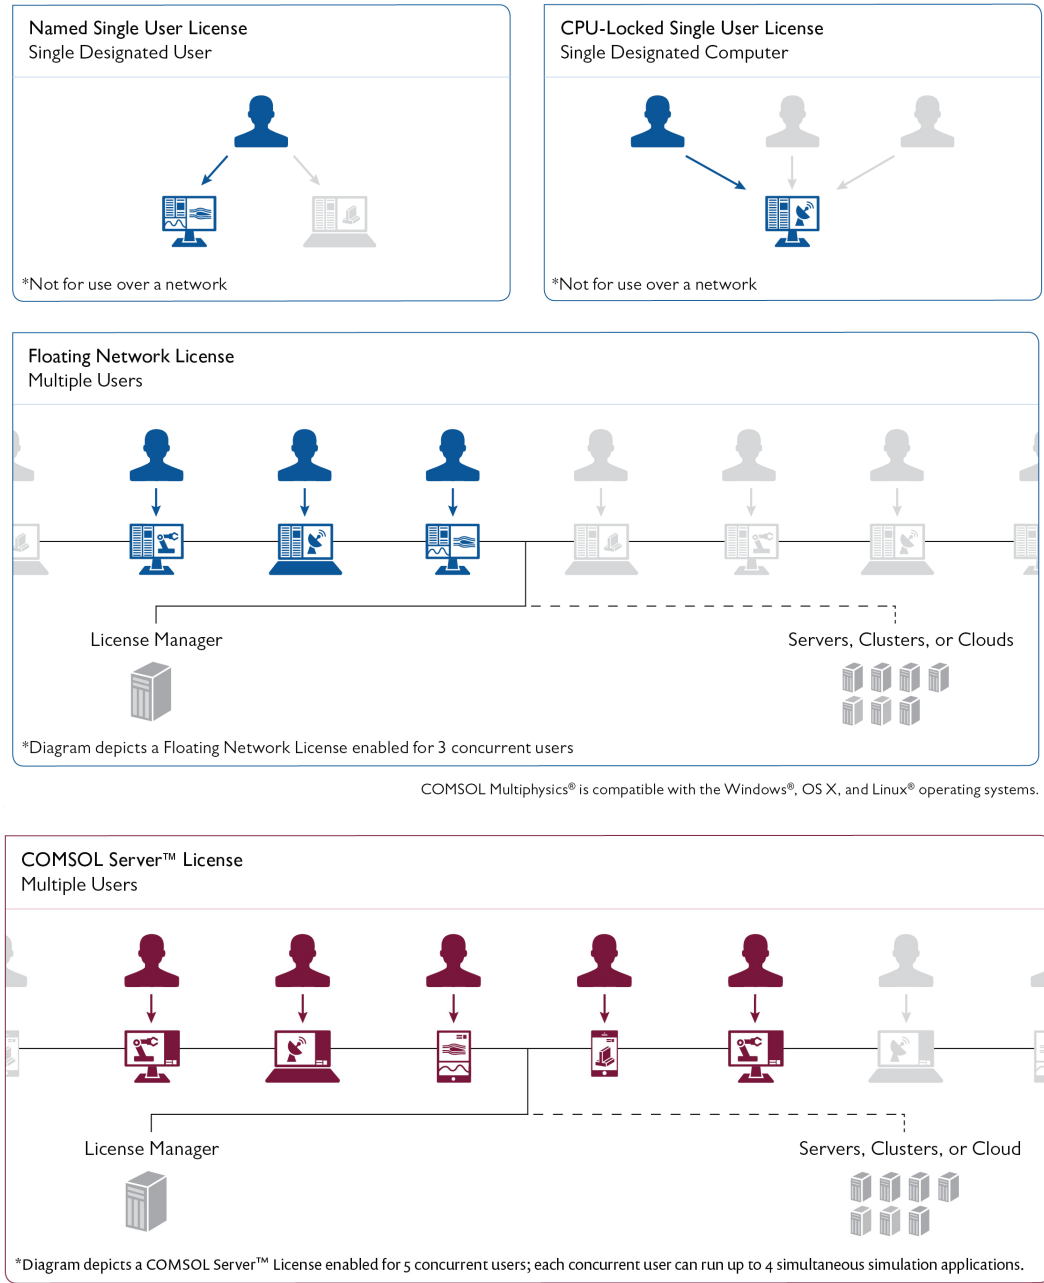 Named Single User License
Single Designated User
*Not for use over a network
CPU-Locked Single User License
Single Designated Computer
*Not for use over a network
Floating Network License
Multiple Users
License Manager
Servers, Clusters, or Clouds
*Diagram depicts a Floating Network License enabled for 3 concurrent users
COMSOL Multiphysics® is compatible with the Windows®, OS X, and Linux® operating systems.
COMSOL Server™ License
Multiple Users
License Manager
Servers, Clusters, or Cloud
*Diagram depicts a COMSOL Server™ License enabled for 5 concurrent users; each concurrent user can run up to 4 simultaneous simulation applications.